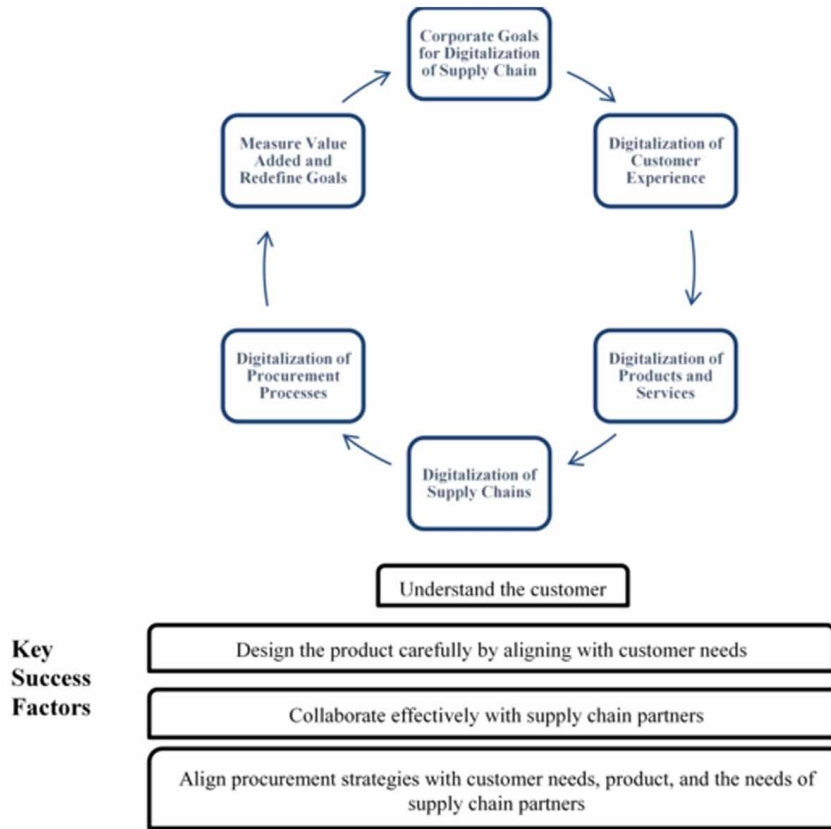 Corporate Goals
for Digitalization
of Supply Chain
Measure Value
Added and
Redefine Goals
Digitalization of
Customer
Experience
Digitalization of
Procurement
Processes
Digitalization of
Products and
Services
Digitalization of
Supply Chains
Understand the customer
Key
Success
Factors
Design the product carefully by aligning with customer needs
Collaborate effectively with supply chain partners
Align procurement strategies with customer needs, product, and the needs of
supply chain partners